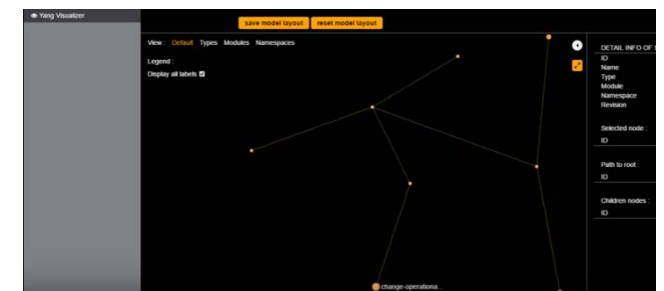 Yang Visualizer
save model layout reset model layout
View : Default Types Modules Namespaces
Legend :
Display all labels
DETAIL INFO OF
ID
Name
Type
Module
Namespace
Revision
Selected node :
ID
Path to root :
ID
Children nodes :
ID
change-operationa...